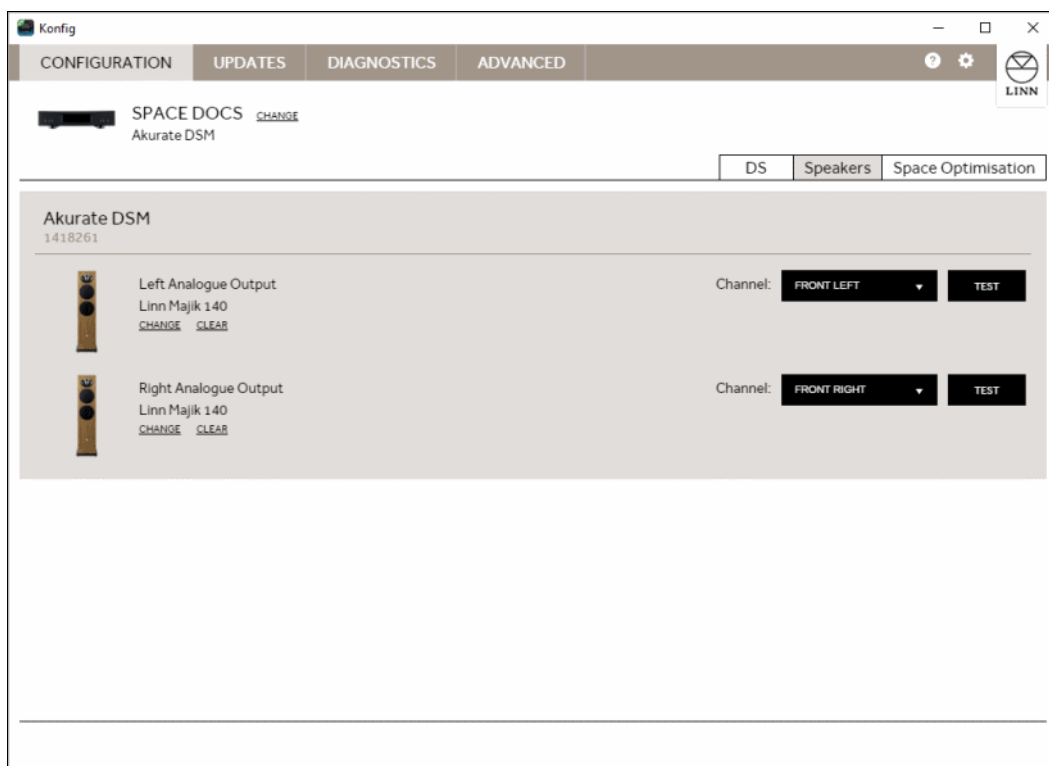 Konfig
CONFIGURATION UPDATES DIAGNOSTICS ADVANCED
LINN
SPACE DOCS CHANGE
Akurate DSM
DS Speakers Space Optimisation
Akurate DSM
1418261
Left Analogue Output
Linn Majik 140
CHANGE CLEAR
Channel: FRONT LEFT TEST
Right Analogue Output
Linn Majik 140
CHANGE CLEAR
Channel: FRONT RIGHT TEST